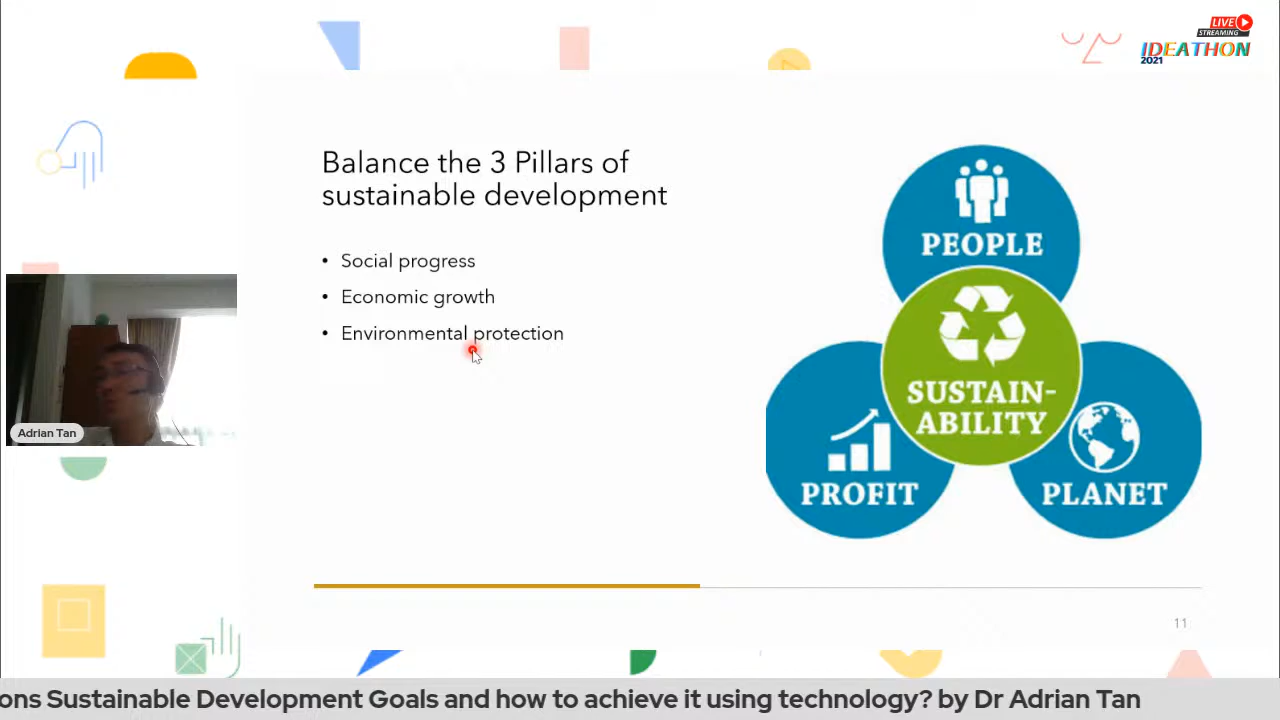 LIVE
STREAMING
IDEATHON
2021
Balance the 3 Pillars of
sustainable development
• Social progress
• Economic growth
• Environmental protection
PEOPLE
SUSTAIN-
ABILITY
PROFIT
PLANET
Adrian Tan
11
ons Sustainable Development Goals and how to achieve it using technology? by Dr Adrian Tan